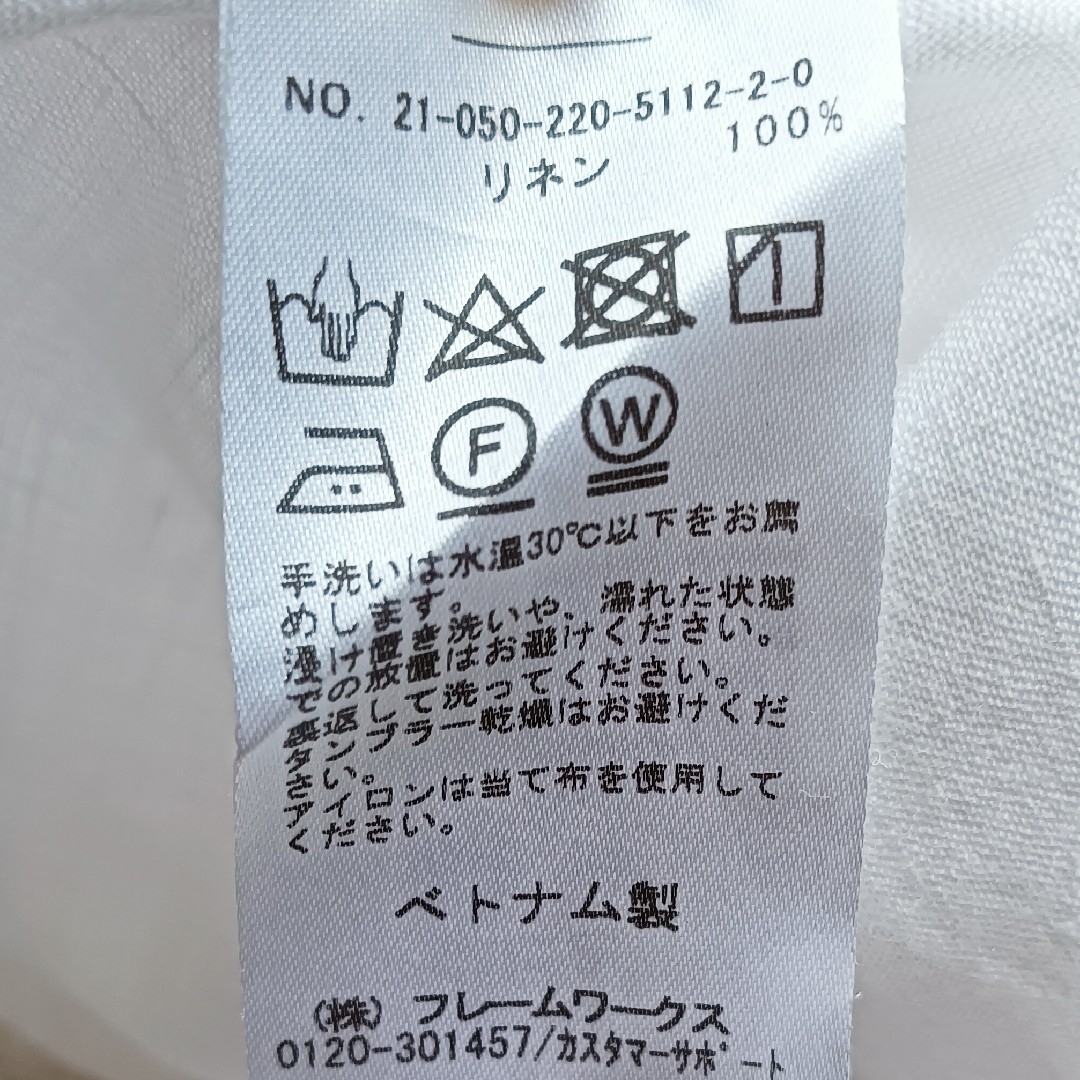 NO. 21-050-220-5112-2-0
リネン 100%
F
W
手洗いは水温30℃以下をお薦
めします。
浸け置き洗いや、濡れた状態
での放置はお避けください。
裏返して洗ってください。
タンブラー乾燥はお避けくだ
さい。
アイロンは当て布を使用して
ください。
ベトナム製
(株)フレームワークス
0120-301457/カスタマーサポート